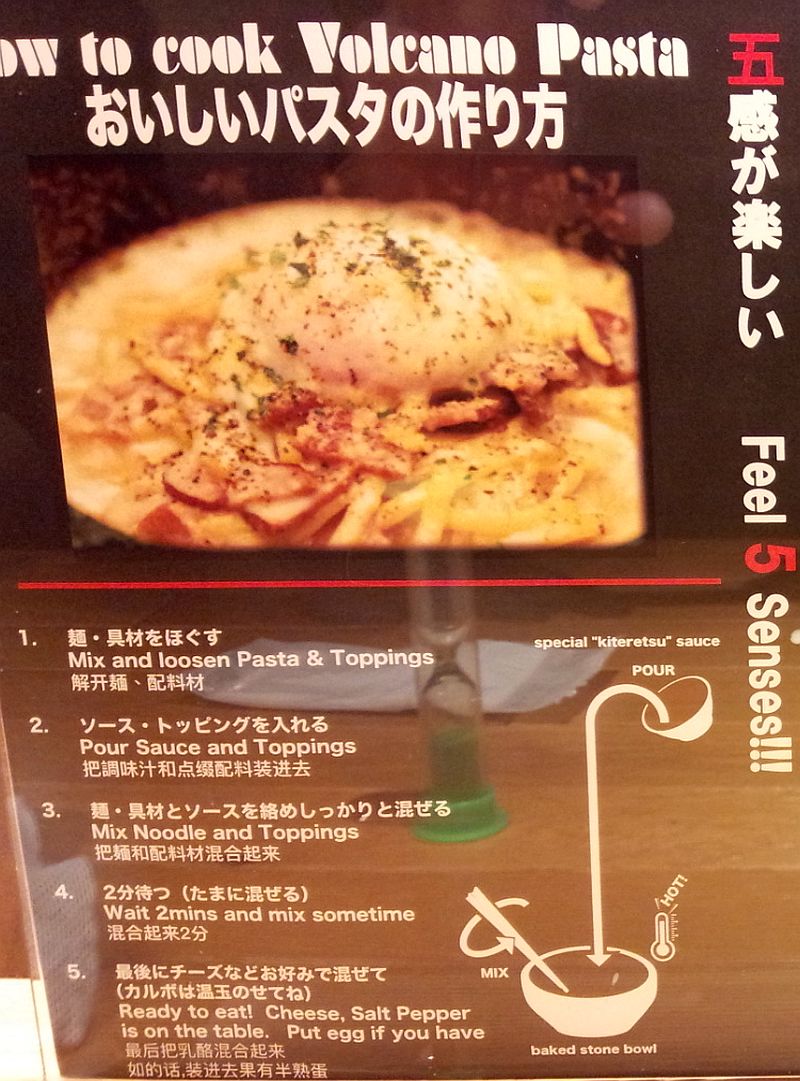 ow to cook Volcano Pasta
おいしいパスタの作り方
五感が楽しい Feel 5 Senses!!!
1. 麺・具材をほぐす
Mix and loosen Pasta & Toppings
解开麺、配料材
2. ソース・トッピングを入れる
Pour Sauce and Toppings
把調味汁和点缀配料装进去
3. 麺・具材とソースを絡めしっかりと混ぜる
Mix Noodle and Toppings
把麺和配料材混合起来
4. 2分待つ（たまに混ぜる）
Wait 2mins and mix sometime
混合起来2分
5. 最後にチーズなどお好みで混ぜて
（カルボは温玉のせてね）
Ready to eat! Cheese, Salt Pepper
is on the table. Put egg if you have
最后把乳酪混合起来
如的话,装进去果有半熟蛋
special "kiteretsu" sauce
POUR
HOT!
MIX
baked stone bowl